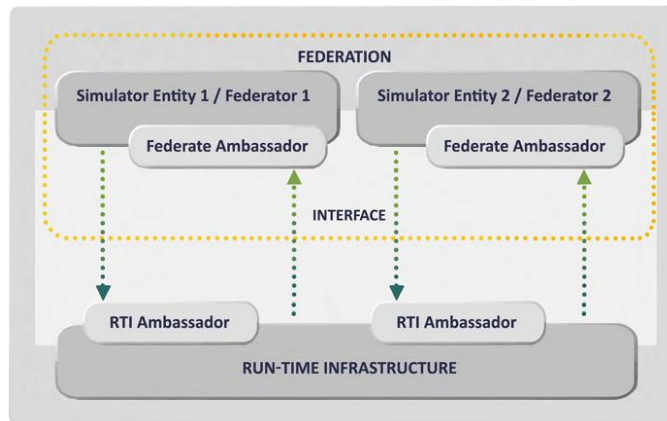 FEDERATION
Simulator Entity 1 / Federator 1
Simulator Entity 2 / Federator 2
Federate Ambassador
Federate Ambassador
INTERFACE
RTI Ambassador
RTI Ambassador
RUN-TIME INFRASTRUCTURE